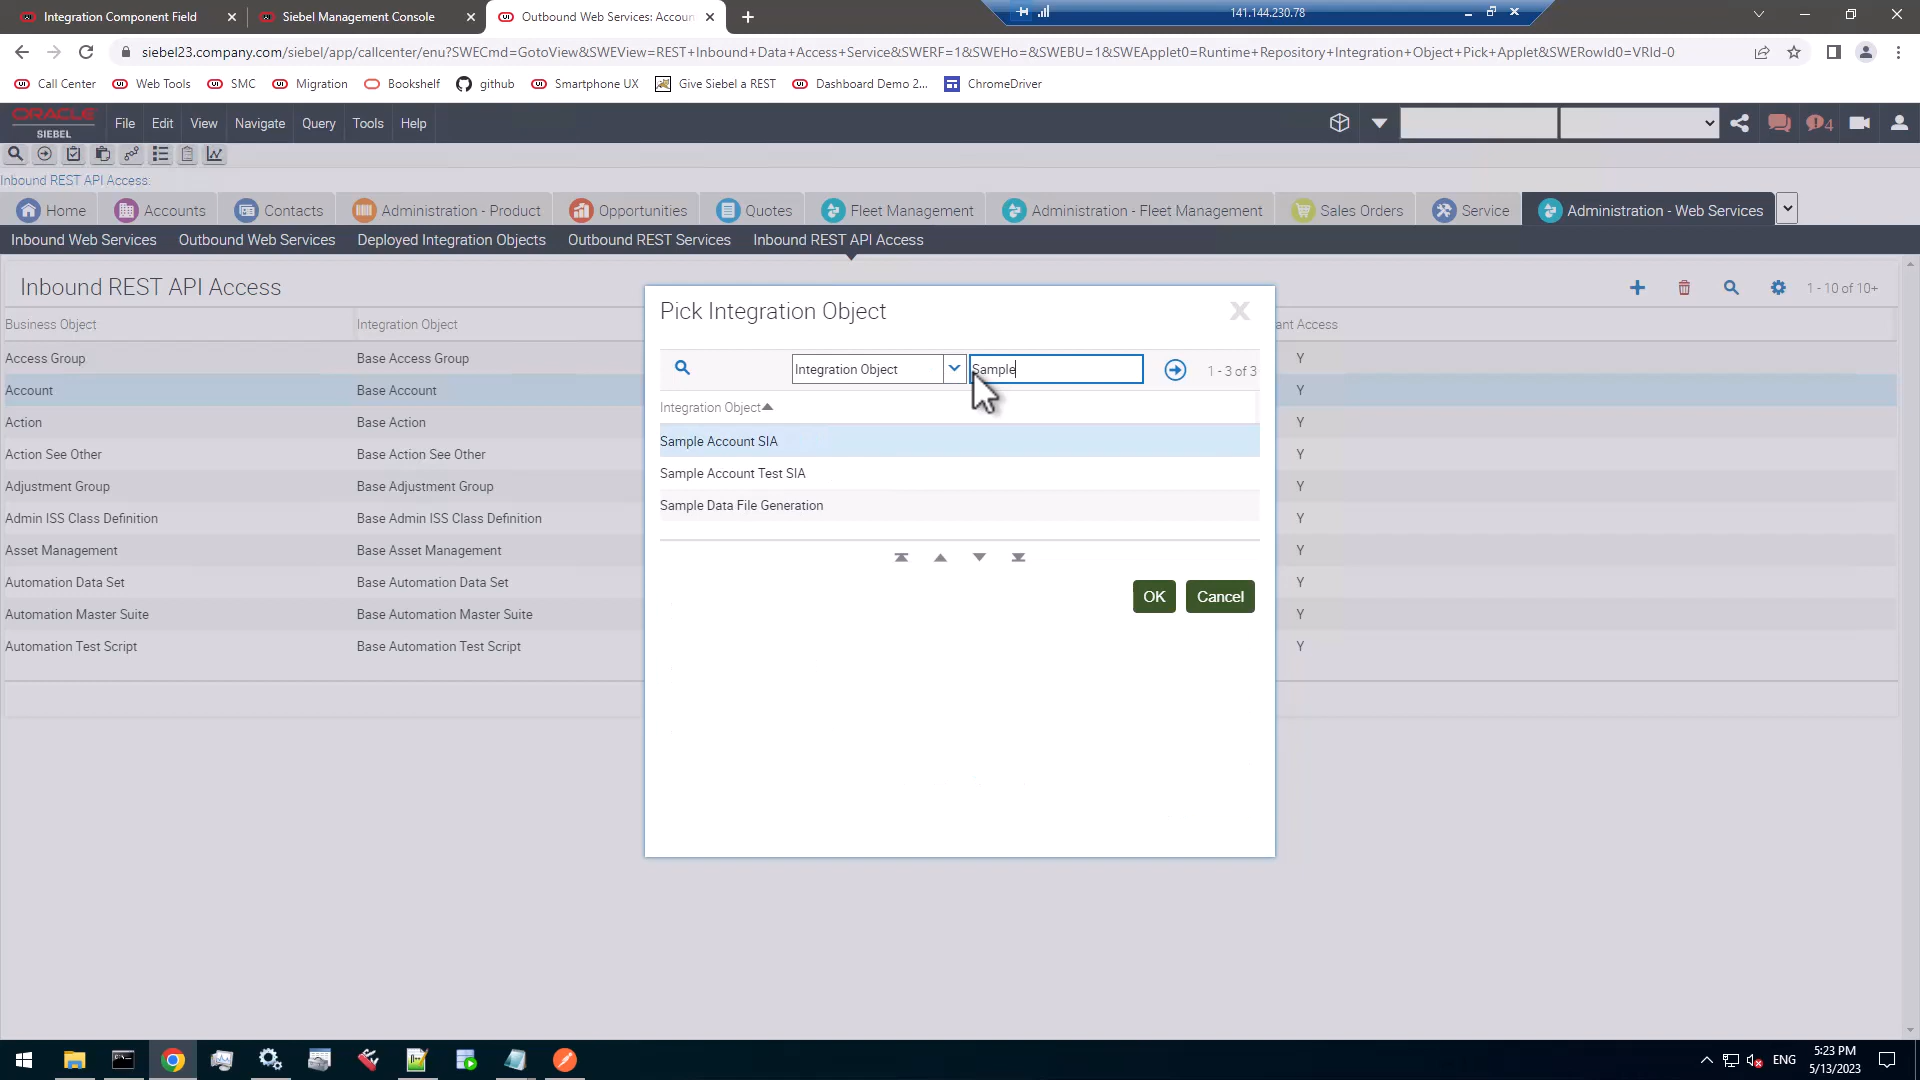 Integration Component Field
Siebel Management Console
Outbound Web Services: Accoun
141.144.230.78
siebel23.company.com/siebel/app/callcenter/enu?SWECmd=GotoView&SWEView=REST+Inbound+Data+Access+Service&SWERF=1&SWEHo=&SWEBU=1&SWEApplet0=Runtime+Repository+Integration+Object+Pick+Applet&SWERowId0=VRId-0
Call Center
Web Tools
SMC
Migration
Bookshelf
github
Smartphone UX
Give Siebel a REST
Dashboard Demo 2...
ChromeDriver
ORACLE
SIEBEL
File
Edit
View
Navigate
Query
Tools
Help
4
Inbound REST API Access:
Home
Accounts
Contacts
Administration - Product
Opportunities
Quotes
Fleet Management
Administration - Fleet Management
Sales Orders
Service
Administration - Web Services
Inbound Web Services
Outbound Web Services
Deployed Integration Objects
Outbound REST Services
Inbound REST API Access
Inbound REST API Access
1 - 10 of 10+
Business Object
Integration Object
ant Access
Access Group
Base Access Group
Y
Account
Base Account
Y
Action
Base Action
Y
Action See Other
Base Action See Other
Y
Adjustment Group
Base Adjustment Group
Y
Admin ISS Class Definition
Base Admin ISS Class Definition
Y
Asset Management
Base Asset Management
Y
Automation Data Set
Base Automation Data Set
Y
Automation Master Suite
Base Automation Master Suite
Y
Automation Test Script
Base Automation Test Script
Y
Pick Integration Object
X
Integration Object
Sample
1 - 3 of 3
Integration Object
Sample Account SIA
Sample Account Test SIA
Sample Data File Generation
OK
Cancel
ENG
5:23 PM
5/13/2023